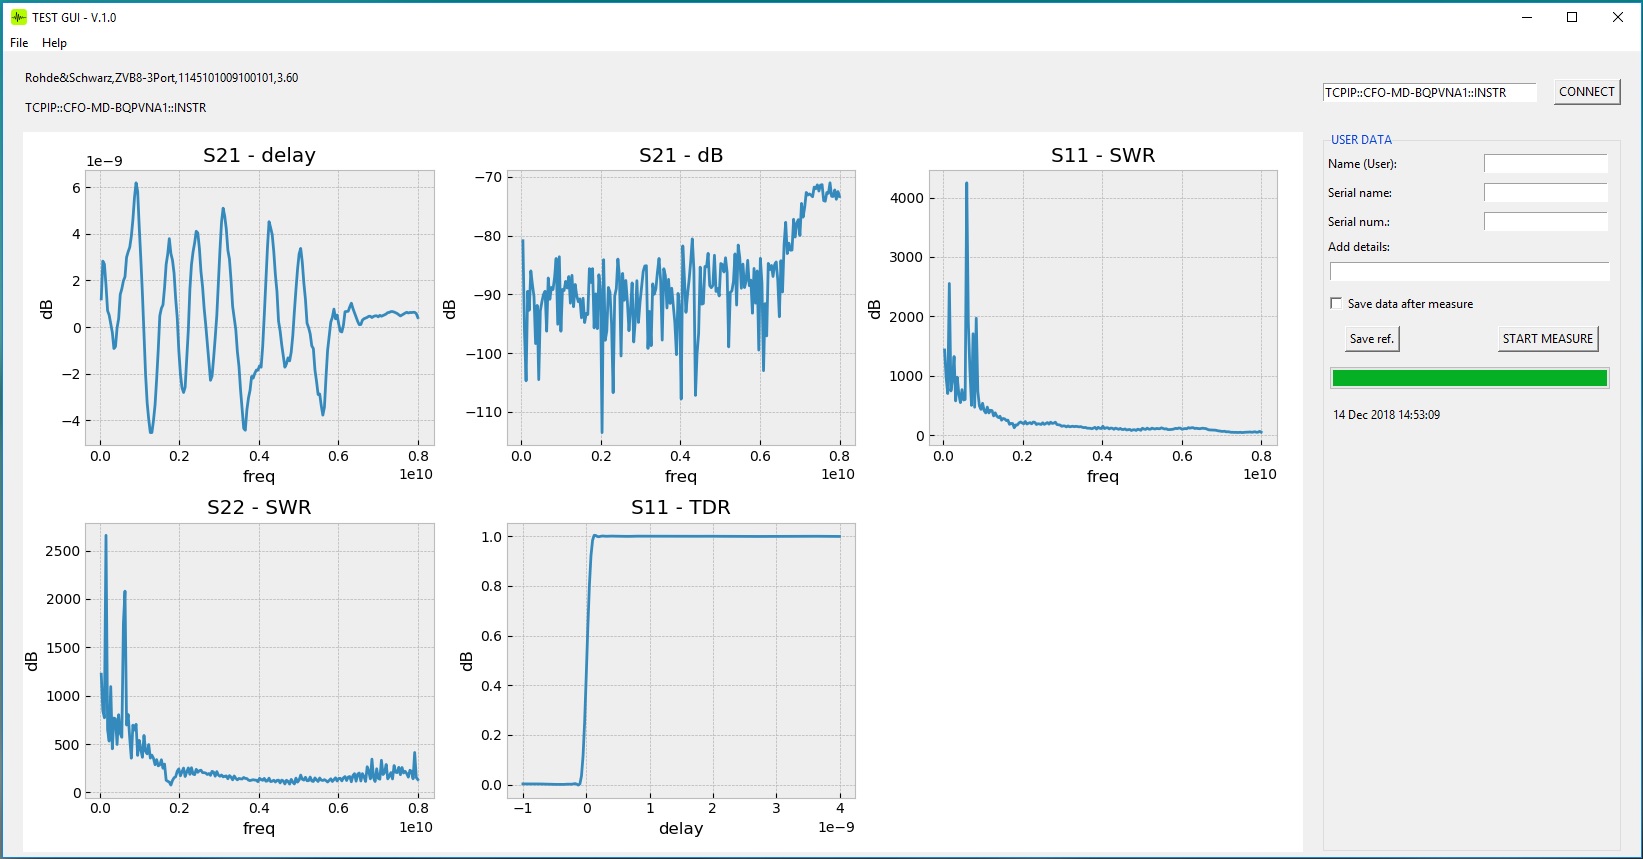 TEST GUI - V.1.0
File Help
Rohde&Schwarz,ZVB8-3Port,1145101009100101,3.60
TCPIP::CFO-MD-BQPVNA1::INSTR
TCPIP::CFO-MD-BQPVNA1::INSTR CONNECT
S21 - delay
1e-9
6
4
2
0
−2
−4
dB
0.0 0.2 0.4 0.6 0.8
1e10
freq
S21 - dB
−70
−80
−90
−100
−110
dB
0.0 0.2 0.4 0.6 0.8
1e10
freq
S11 - SWR
4000
3000
2000
1000
0
dB
0.0 0.2 0.4 0.6 0.8
1e10
freq
S22 - SWR
2500
2000
1500
1000
500
0
dB
0.0 0.2 0.4 0.6 0.8
1e10
freq
S11 - TDR
1.0
0.8
0.6
0.4
0.2
0.0
dB
−1 0 1 2 3 4
1e−9
delay
USER DATA
Name (User):
Serial name:
Serial num.:
Add details:
Save data after measure
Save ref. START MEASURE
14 Dec 2018 14:53:09